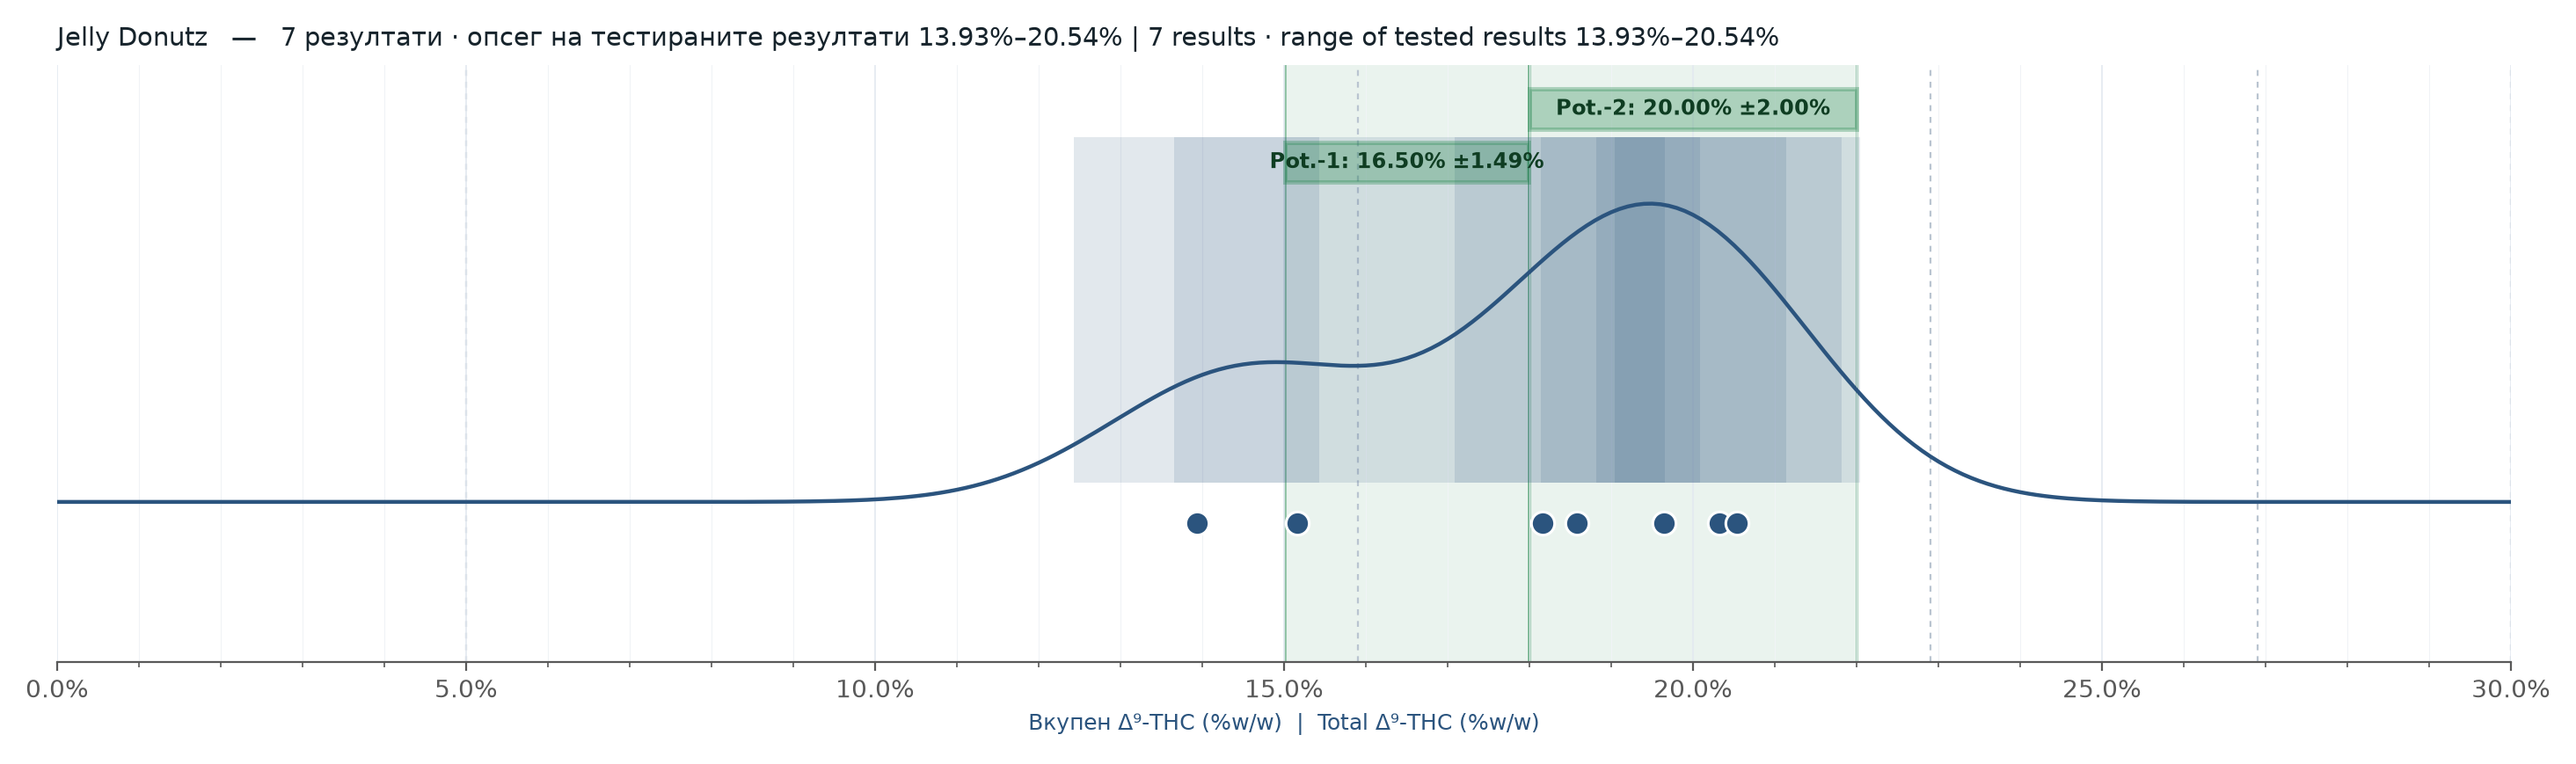 Jelly Donutz — 7 резултати · опсег на тестираните резултати 13.93%–20.54% | 7 results · range of tested results 13.93%–20.54%
Pot.-2: 20.00% ±2.00%
Pot.-1: 16.50% ±1.49%
0.0% 5.0% 10.0% 15.0% 20.0% 25.0% 30.0%
Вкупен Δ⁹-THC (%w/w) | Total Δ⁹-THC (%w/w)